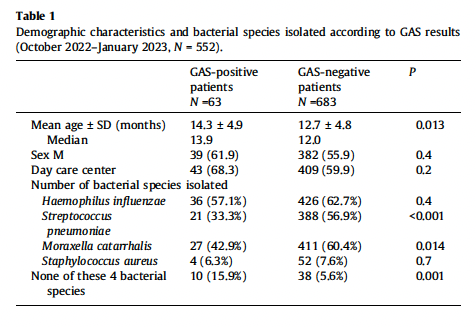 Table 1
Demographic characteristics and bacterial species isolated according to GAS results
(October 2022–January 2023, N = 552).
GAS-positive patients N =63 GAS-negative patients N =683 P
Mean age ± SD (months) 14.3 ± 4.9 12.7 ± 4.8 0.013
Median 13.9 12.0
Sex M 39 (61.9) 382 (55.9) 0.4
Day care center 43 (68.3) 409 (59.9) 0.2
Number of bacterial species isolated
Haemophilus influenzae 36 (57.1%) 426 (62.7%) 0.4
Streptococcus 21 (33.3%) 388 (56.9%) <0.001
pneumoniae
Moraxella catarrhalis 27 (42.9%) 411 (60.4%) 0.014
Staphylococcus aureus 4 (6.3%) 52 (7.6%) 0.7
None of these 4 bacterial 10 (15.9%) 38 (5.6%) 0.001
species